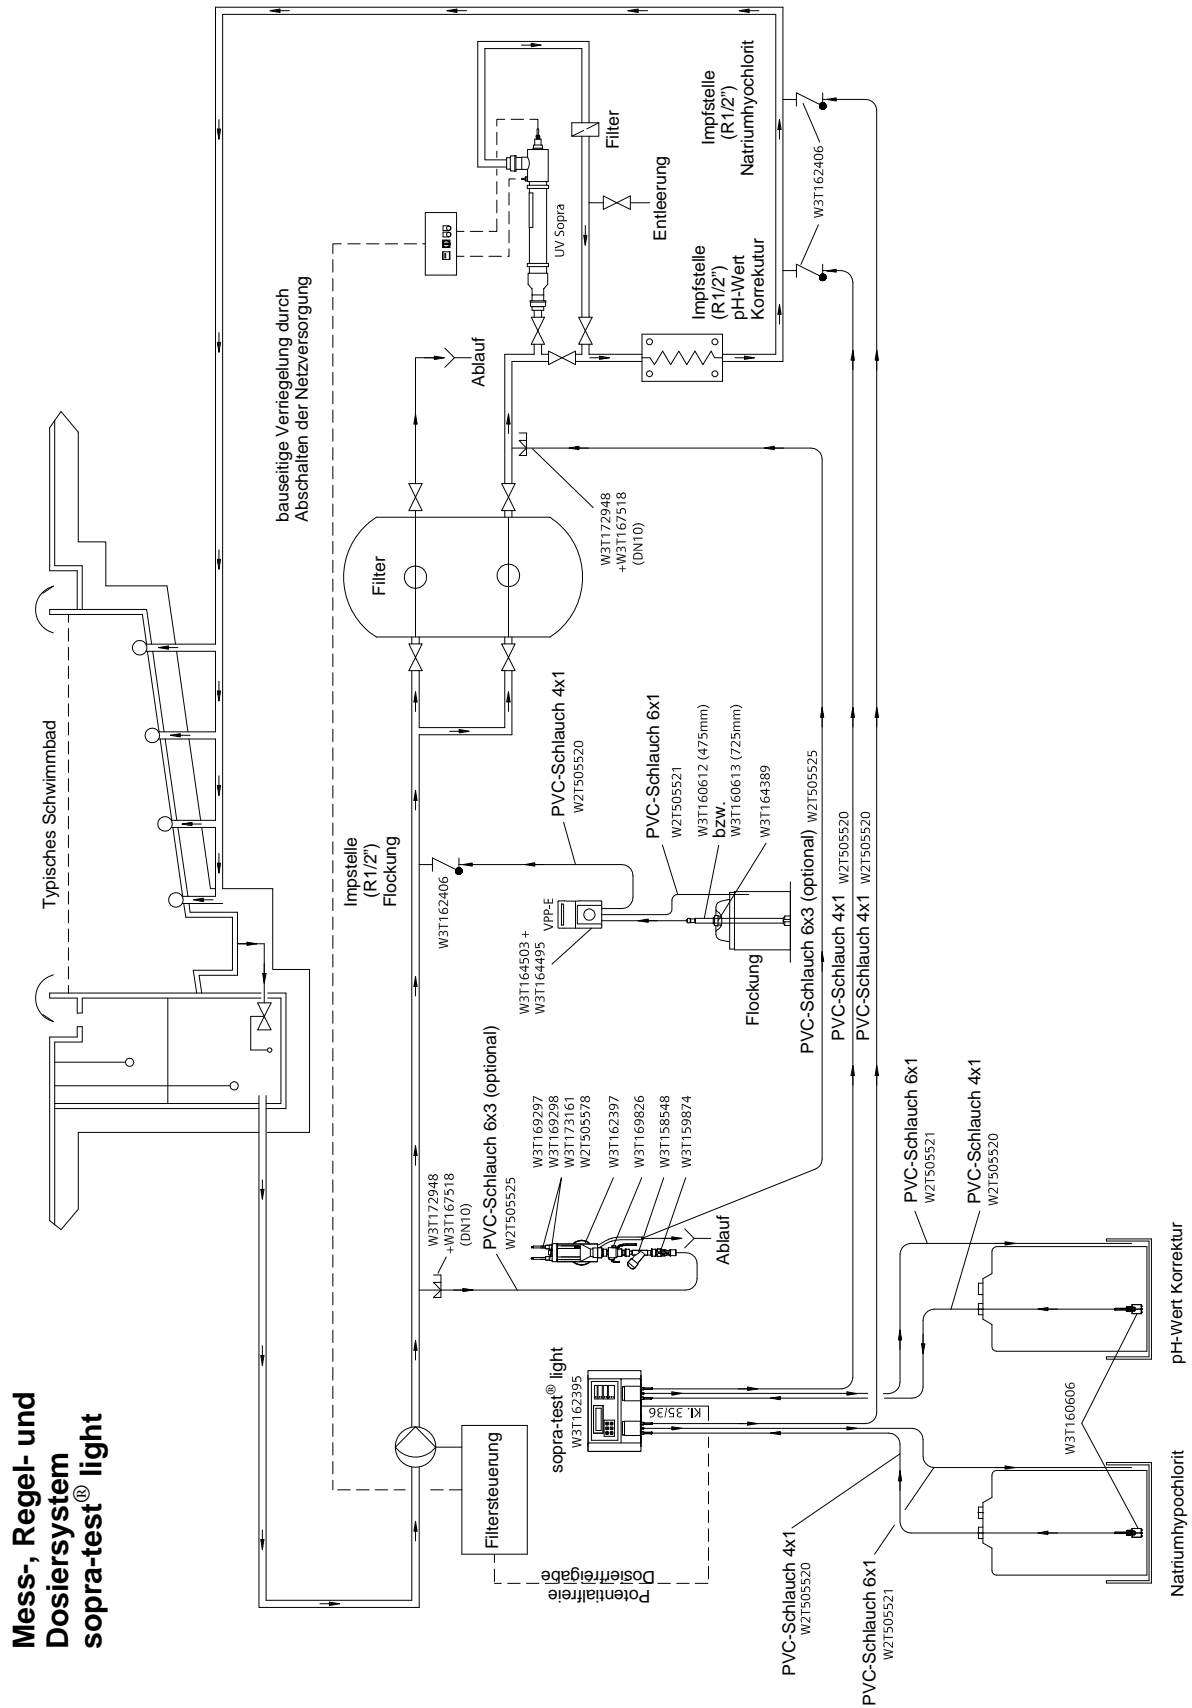 Mess-, Regel- und
Dosiersystem
sopra-test® light
Typisches Schwimmbad
bauseitige Verriegelung durch
Abschalten der Netzversorgung
Filter
Ablauf
UV Sopra
Filter
Entleerung
Impfstelle
(R1/2")
pH-Wert
Korrekutur
Impfstelle
(R1/2")
Natriumhyochlorit
W3T162406
W3T172948
+W3T167518
(DN10)
Impstelle
(R1/2")
Flockung
W3T162406
PVC-Schlauch 4x1
W2T505520
VPP-E
W3T164503 +
W3T164495
PVC-Schlauch 6x1
W2T505521
W3T160612 (475mm)
bzw.
W3T160613 (725mm)
W3T164389
Flockung
PVC-Schlauch 6x3 (optional) W2T505525
PVC-Schlauch 4x1 W2T505520
PVC-Schlauch 4x1 W2T505520
W3T172948
+W3T167518
(DN10)
PVC-Schlauch 6x3 (optional)
W2T505525
W3T169297
W3T169298
W3T173161
W2T505578
W3T162397
W3T169826
W3T158548
W3T159874
Ablauf
Filtersteuerung
sopra-test® light
W3T162395
Kl. 35/36
Potentialfreie
Dosierfreigabe
PVC-Schlauch 4x1
W2T505520
PVC-Schlauch 6x1
W2T505521
PVC-Schlauch 6x1
W2T505521
PVC-Schlauch 4x1
W2T505520
W3T160606
Natriumhypochlorit
pH-Wert Korrektur